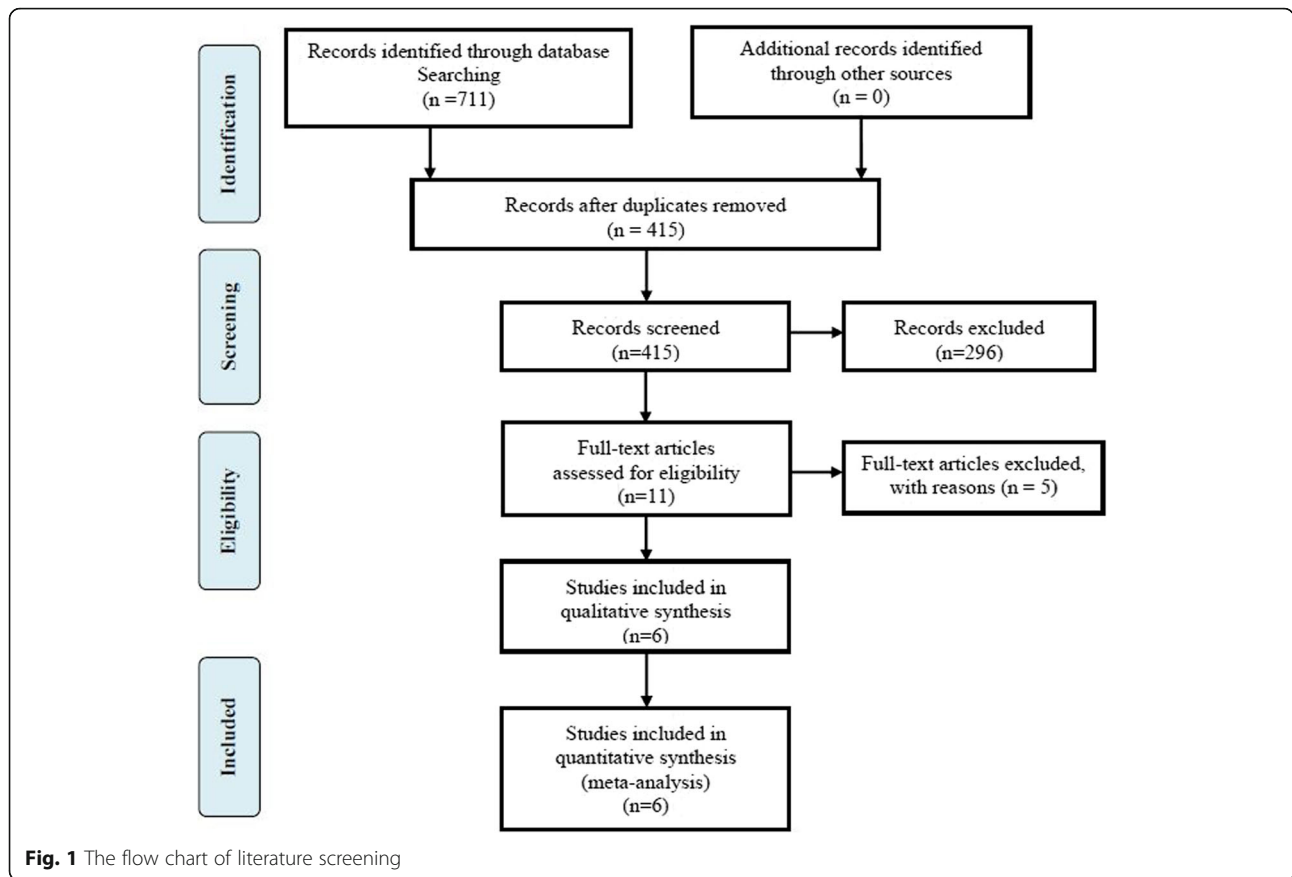 Identification
Records identified through database
Searching
(n =711)
Additional records identified
through other sources
(n = 0)
Records after duplicates removed
(n = 415)
Screening
Records screened
(n=415)
Records excluded
(n=296)
Eligibility
Full-text articles
assessed for eligibility
(n=11)
Full-text articles excluded,
with reasons (n = 5)
Studies included in
qualitative synthesis
(n=6)
Included
Studies included in
quantitative synthesis
(meta-analysis)
(n=6)
Fig. 1 The flow chart of literature screening